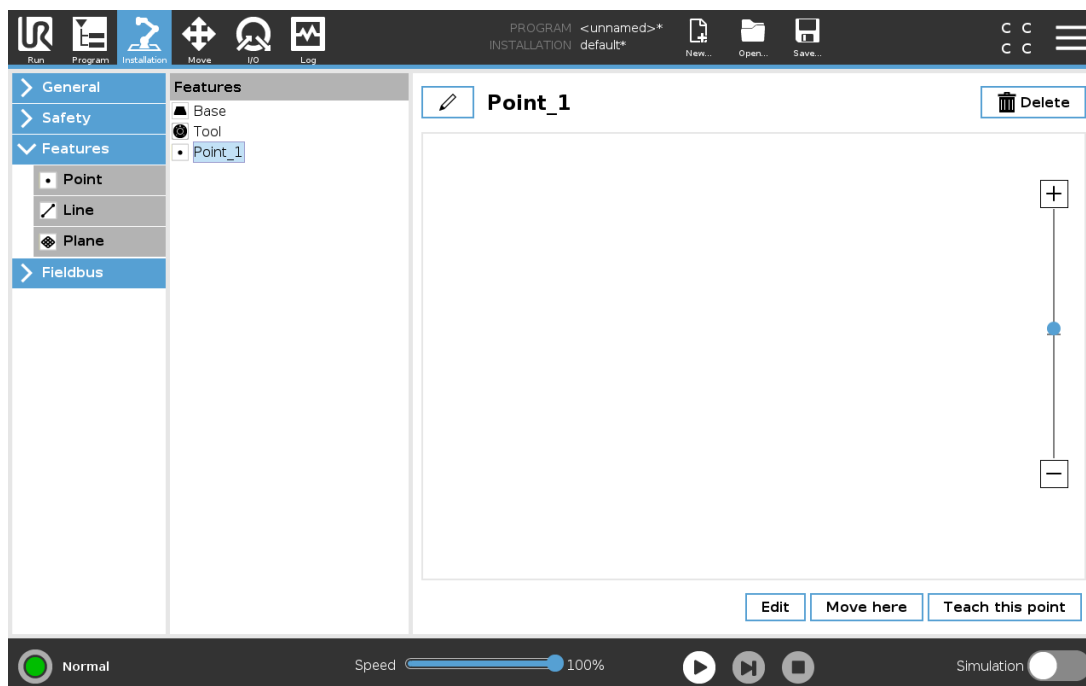 PROGRAM <unnamed>*
INSTALLATION default*
Run
Program
Installation
Move
I/O
Log
New...
Open...
Save...
C C
C C
General
Safety
Features
Point
Line
Plane
Fieldbus
Features
Base
Tool
Point_1
Point_1
Delete
Edit
Move here
Teach this point
Normal
Speed
100%
Simulation